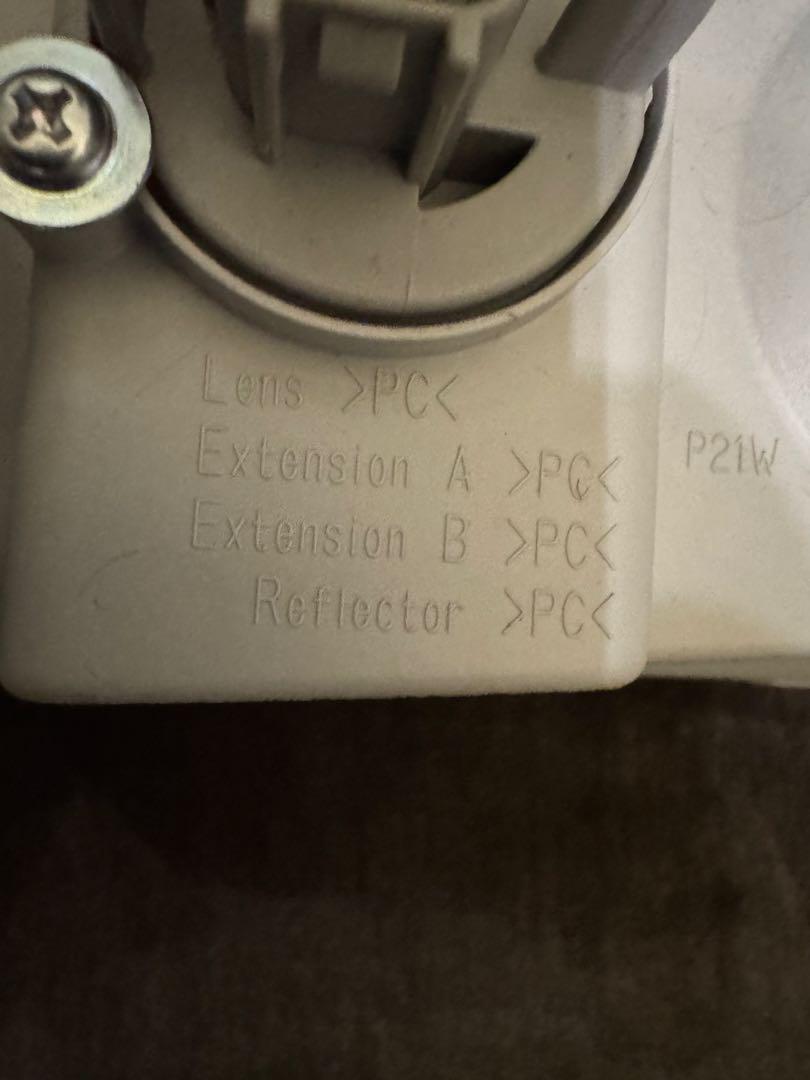 Lens >PC<
Extension A >PC<
Extension B >PC<
Reflector >PC<
P21W